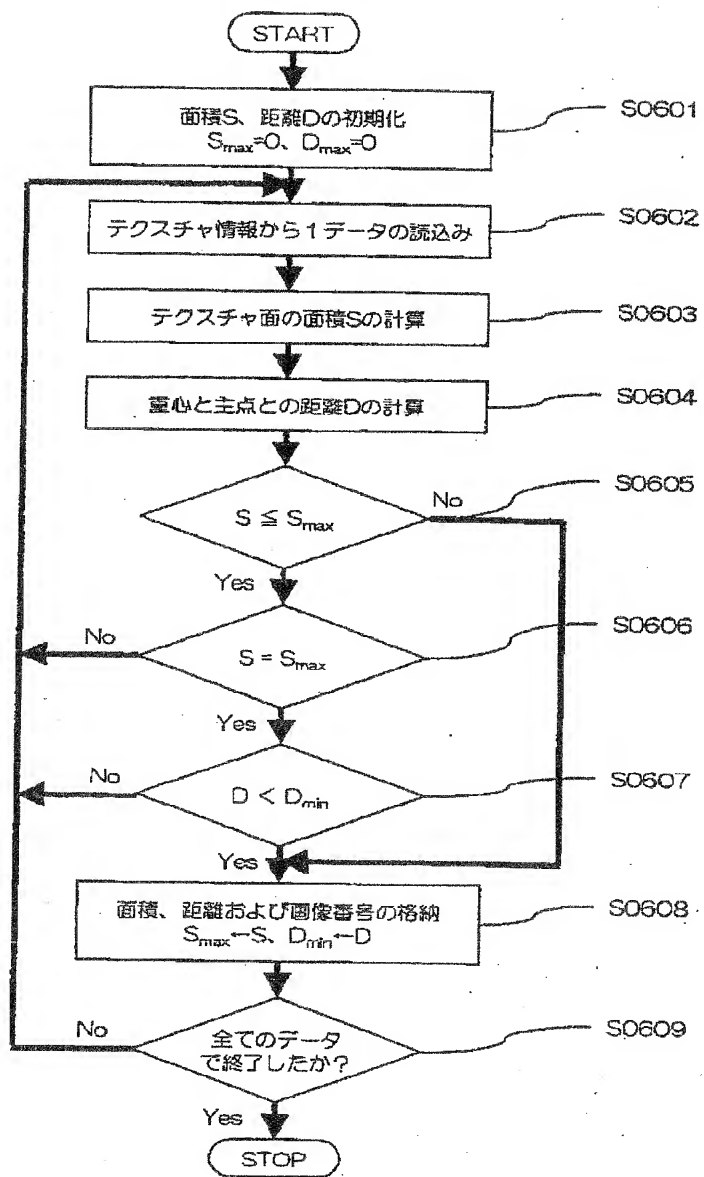 START
面積S、距離Dの初期化
Smax=0、Dmax=0
S0601
テクスチャ情報から1データの読込み
S0602
テクスチャ面の面積Sの計算
S0603
重心と主点との距離Dの計算
S0604
S ≦ Smax
No
S0605
Yes
No
S = Smax
S0606
Yes
No
D < Dmin
S0607
Yes
面積、距離および画像番号の格納
Smax←S、Dmin←D
S0608
No
全てのデータ
で終了したか?
S0609
Yes
STOP